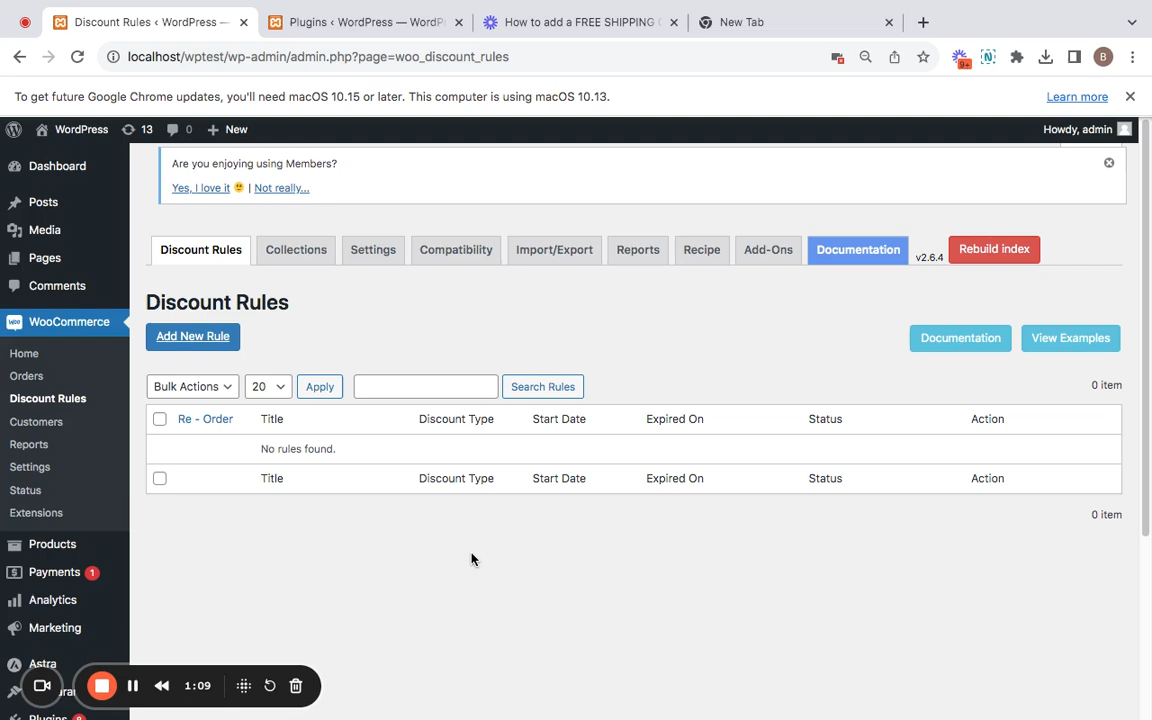 Discount Rules ‹ WordPress —
Plugins ‹ WordPress — WordP
How to add a FREE SHIPPING
New Tab
localhost/wptest/wp-admin/admin.php?page=woo_discount_rules
9+
B
To get future Google Chrome updates, you'll need macOS 10.15 or later. This computer is using macOS 10.13.
Learn more
WordPress
13
0
New
Howdy, admin
Dashboard
Posts
Media
Pages
Comments
WooCommerce
Home
Orders
Discount Rules
Customers
Reports
Settings
Status
Extensions
Products
Payments 1
Analytics
Marketing
Astra
Plugins
Are you enjoying using Members?
Yes, I love it 🙂 | Not really...
Discount Rules
Collections
Settings
Compatibility
Import/Export
Reports
Recipe
Add-Ons
Documentation
v2.6.4
Rebuild index
Discount Rules
Add New Rule
Documentation
View Examples
Bulk Actions
20
Apply
Search Rules
0 item
Re - Order
Title
Discount Type
Start Date
Expired On
Status
Action
No rules found.
Title
Discount Type
Start Date
Expired On
Status
Action
0 item
1:09